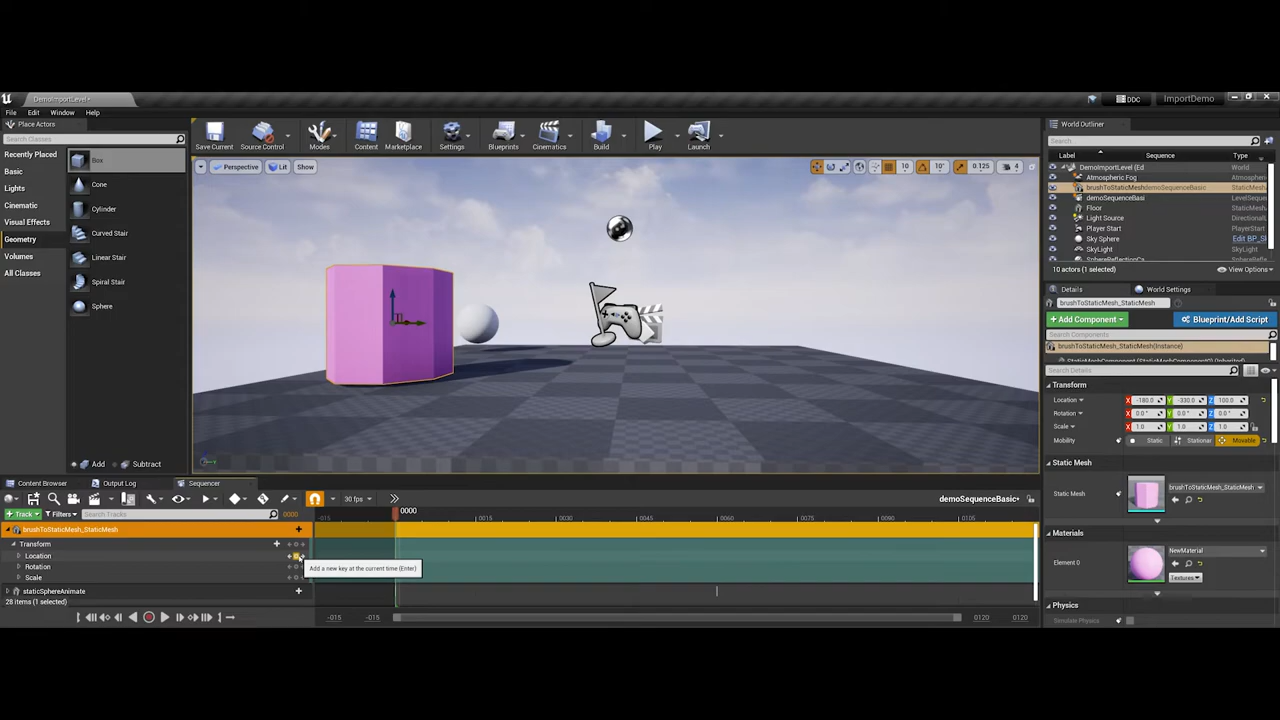 DemoImportLevel•
DDC
ImportDemo
File Edit Window Help
Place Actors
Search Classes
Recently Placed
Basic
Lights
Cinematic
Visual Effects
Geometry
Volumes
All Classes
Box
Cone
Cylinder
Curved Stair
Linear Stair
Spiral Stair
Sphere
Add Subtract
Save Current Source Control Modes Content Marketplace Settings Blueprints Cinematics Build Play Launch
Perspective Lit Show
10 10° 0.125 4
World Outliner
Search
Label Sequence Type
DemoImportLevel (Ed World
Atmospheric Fog Atmospheri
brushToStaticMesh demoSequenceBasic StaticMesh
demoSequenceBasi LevelSequen
Floor StaticMesh
Light Source Directional
Player Start PlayerStart
Sky Sphere Edit BP_S
SkyLight SkyLight
SphereReflectionCa
10 actors (1 selected) View Options
Details World Settings
brushToStaticMesh_StaticMesh
Add Component Blueprint/Add Script
Search Components
brushToStaticMesh_StaticMesh(Instance)
StaticMeshComponent (StaticMeshComponent0) (Inherited)
Search Details
Transform
Location X -180.0 Y -330.0 Z 100.0
Rotation X 0.0° Y 0.0° Z 0.0°
Scale X 1.0 Y 1.0 Z 1.0
Mobility Static Stationar Movable
Static Mesh
Static Mesh brushToStaticMesh_StaticMesh
Materials
Element 0 NewMaterial
Textures
Physics
Simulate Physics
Content Browser Output Log Sequencer
30 fps demoSequenceBasic•
Track Filters Search Tracks 0000
-015 0000 0015 0030 0045 0060 0075 0090 0105
brushToStaticMesh_StaticMesh
Transform
Location
Rotation
Scale
Add a new key at the current time (Enter)
staticSphereAnimate
28 items (1 selected)
-015 -015 0120 0120